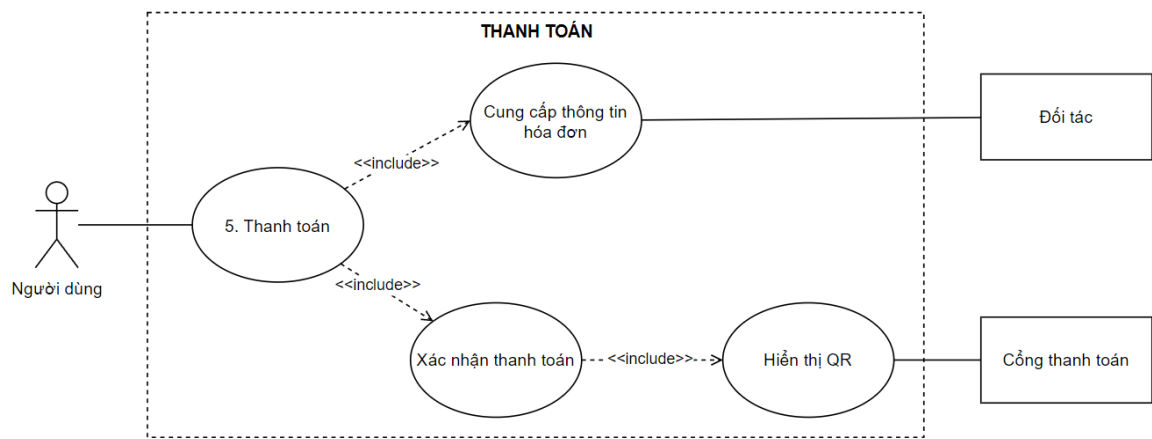 THANH TOÁN
Cung cấp thông tin
hóa đơn
Đối tác
<<include>>
5. Thanh toán
<<include>>
Người dùng
Xác nhận thanh toán
<<include>>
Hiển thị QR
Cổng thanh toán